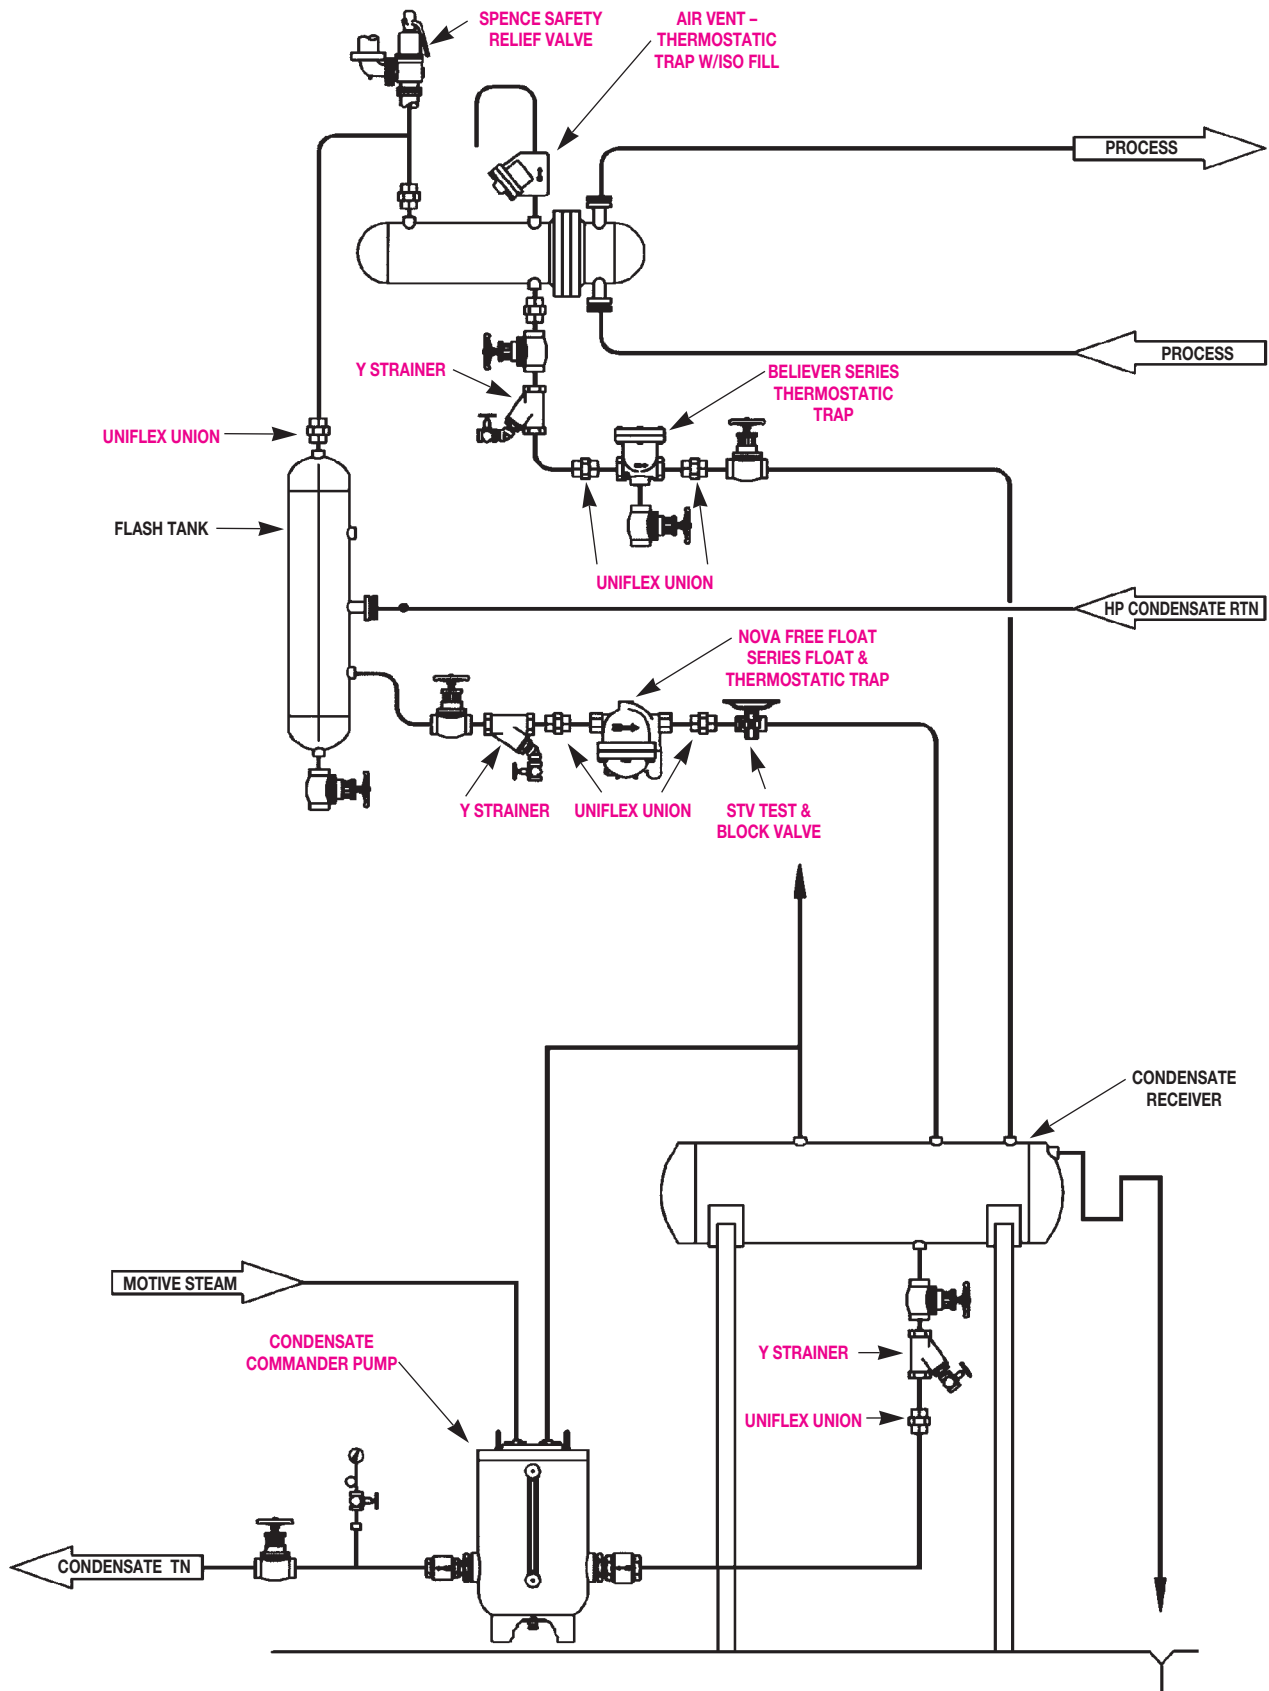 SPENCE SAFETY
RELIEF VALVE
AIR VENT –
THERMOSTATIC
TRAP W/ISO FILL
PROCESS
PROCESS
Y STRAINER
BELIEVER SERIES
THERMOSTATIC
TRAP
UNIFLEX UNION
FLASH TANK
UNIFLEX UNION
HP CONDENSATE RTN
NOVA FREE FLOAT
SERIES FLOAT &
THERMOSTATIC TRAP
Y STRAINER
UNIFLEX UNION
STV TEST &
BLOCK VALVE
CONDENSATE
RECEIVER
MOTIVE STEAM
CONDENSATE
COMMANDER PUMP
Y STRAINER
UNIFLEX UNION
CONDENSATE TN